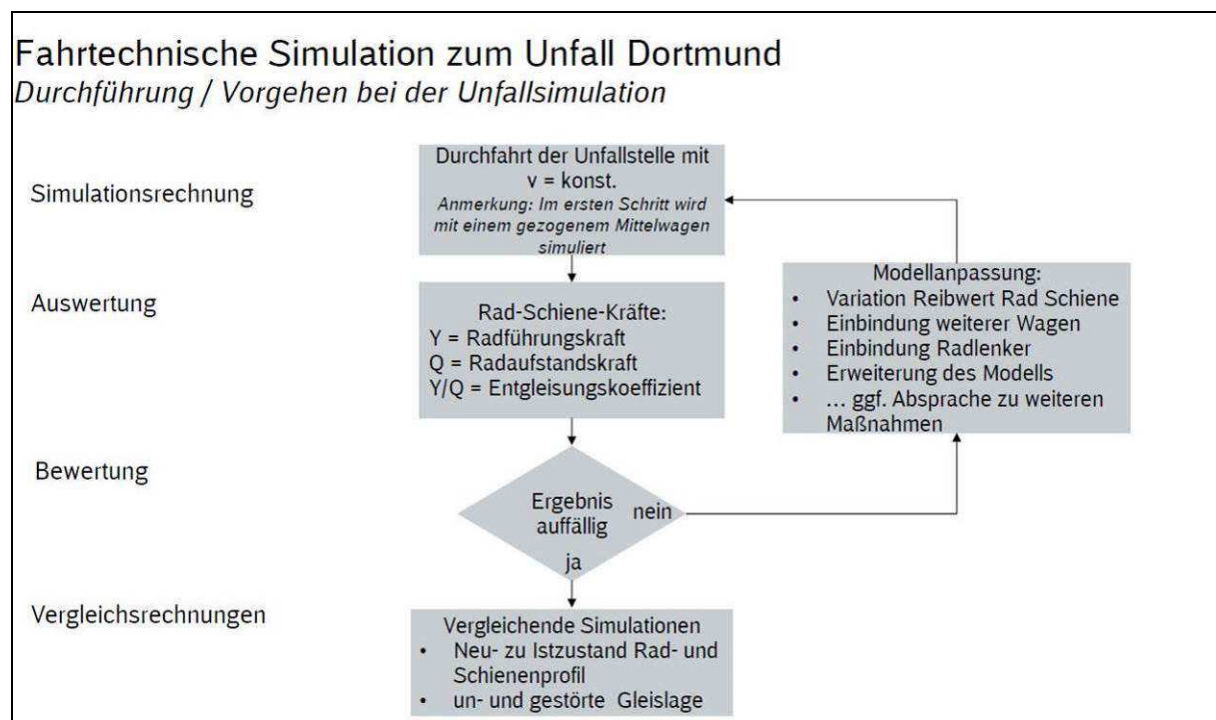 Fahrtechnische Simulation zum Unfall Dortmund
Durchführung / Vorgehen bei der Unfallsimulation
Simulationsrechnung
Durchfahrt der Unfallstelle mit
v = konst.
Anmerkung: Im ersten Schritt wird
mit einem gezogenem Mittelwagen
simuliert
Auswertung
Rad-Schiene-Kräfte:
Y = Radführungskraft
Q = Radaufstandskraft
Y/Q = Entgleisungskoeffizient
Modellanpassung:
• Variation Reibwert Rad Schiene
• Einbindung weiterer Wagen
• Einbindung Radlenker
• Erweiterung des Modells
• ... ggf. Absprache zu weiteren
Maßnahmen
Bewertung
Ergebnis
auffällig
nein
ja
Vergleichsrechnungen
Vergleichende Simulationen
• Neu- zu Istzustand Rad- und
Schienenprofil
• un- und gestörte Gleislage